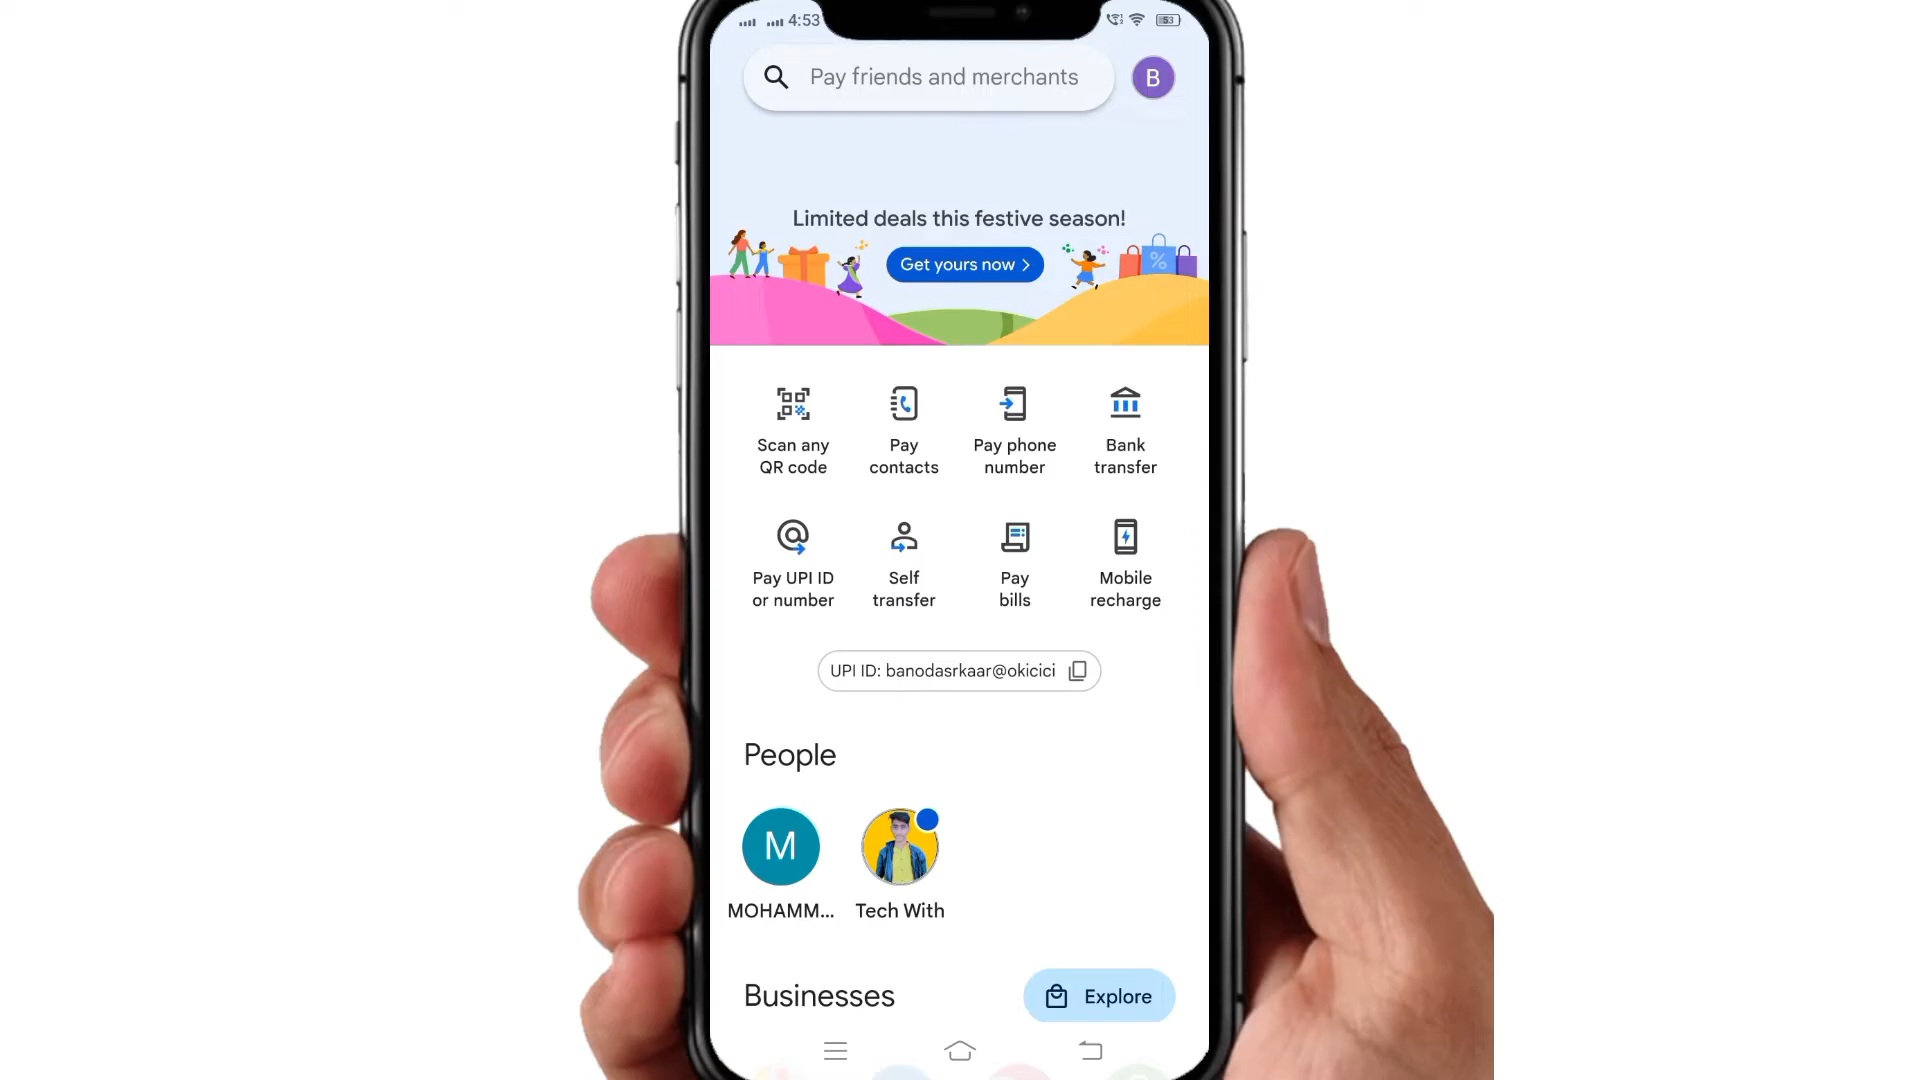 4:53
53
Pay friends and merchants
B
Limited deals this festive season!
Get yours now >
%
Scan any
QR code
Pay
contacts
Pay phone
number
Bank
transfer
Pay UPI ID
or number
Self
transfer
Pay
bills
Mobile
recharge
UPI ID: banodasrkaar@okicici
People
M
MOHAMM...
Tech With
Businesses
Explore